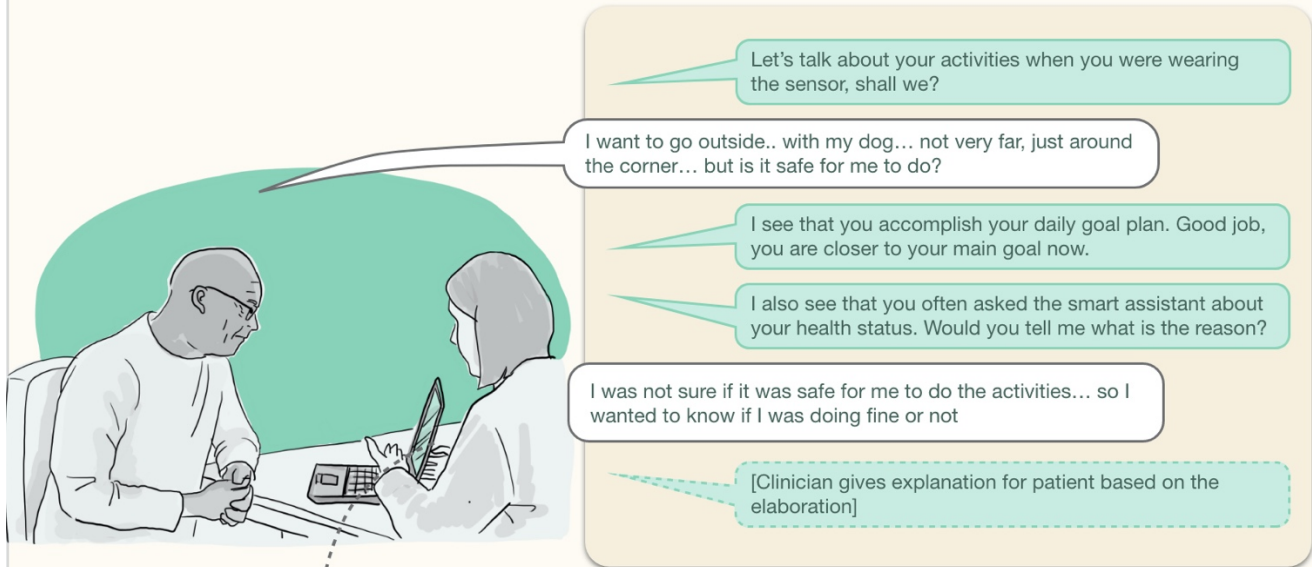 Let's talk about your activities when you were wearing
the sensor, shall we?
I want to go outside.. with my dog... not very far, just around
the corner... but is it safe for me to do?
I see that you accomplish your daily goal plan. Good job,
you are closer to your main goal now.
I also see that you often asked the smart assistant about
your health status. Would you tell me what is the reason?
I was not sure if it was safe for me to do the activities... so I
wanted to know if I was doing fine or not
[Clinician gives explanation for patient based on the
elaboration]